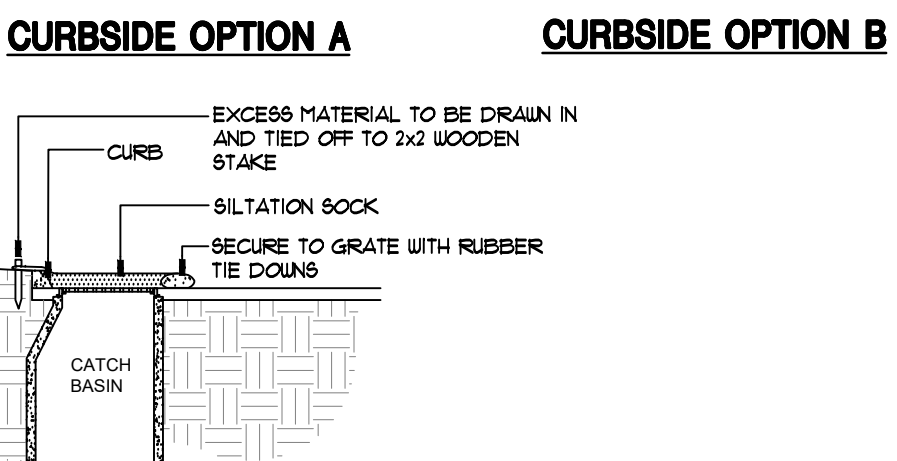 CURBSIDE OPTION A
CURBSIDE OPTION B
EXCESS MATERIAL TO BE DRAWN IN
AND TIED OFF TO 2x2 WOODEN
STAKE
CURB
SILTATION SOCK
SECURE TO GRATE WITH RUBBER
TIE DOWNS
CATCH
BASIN